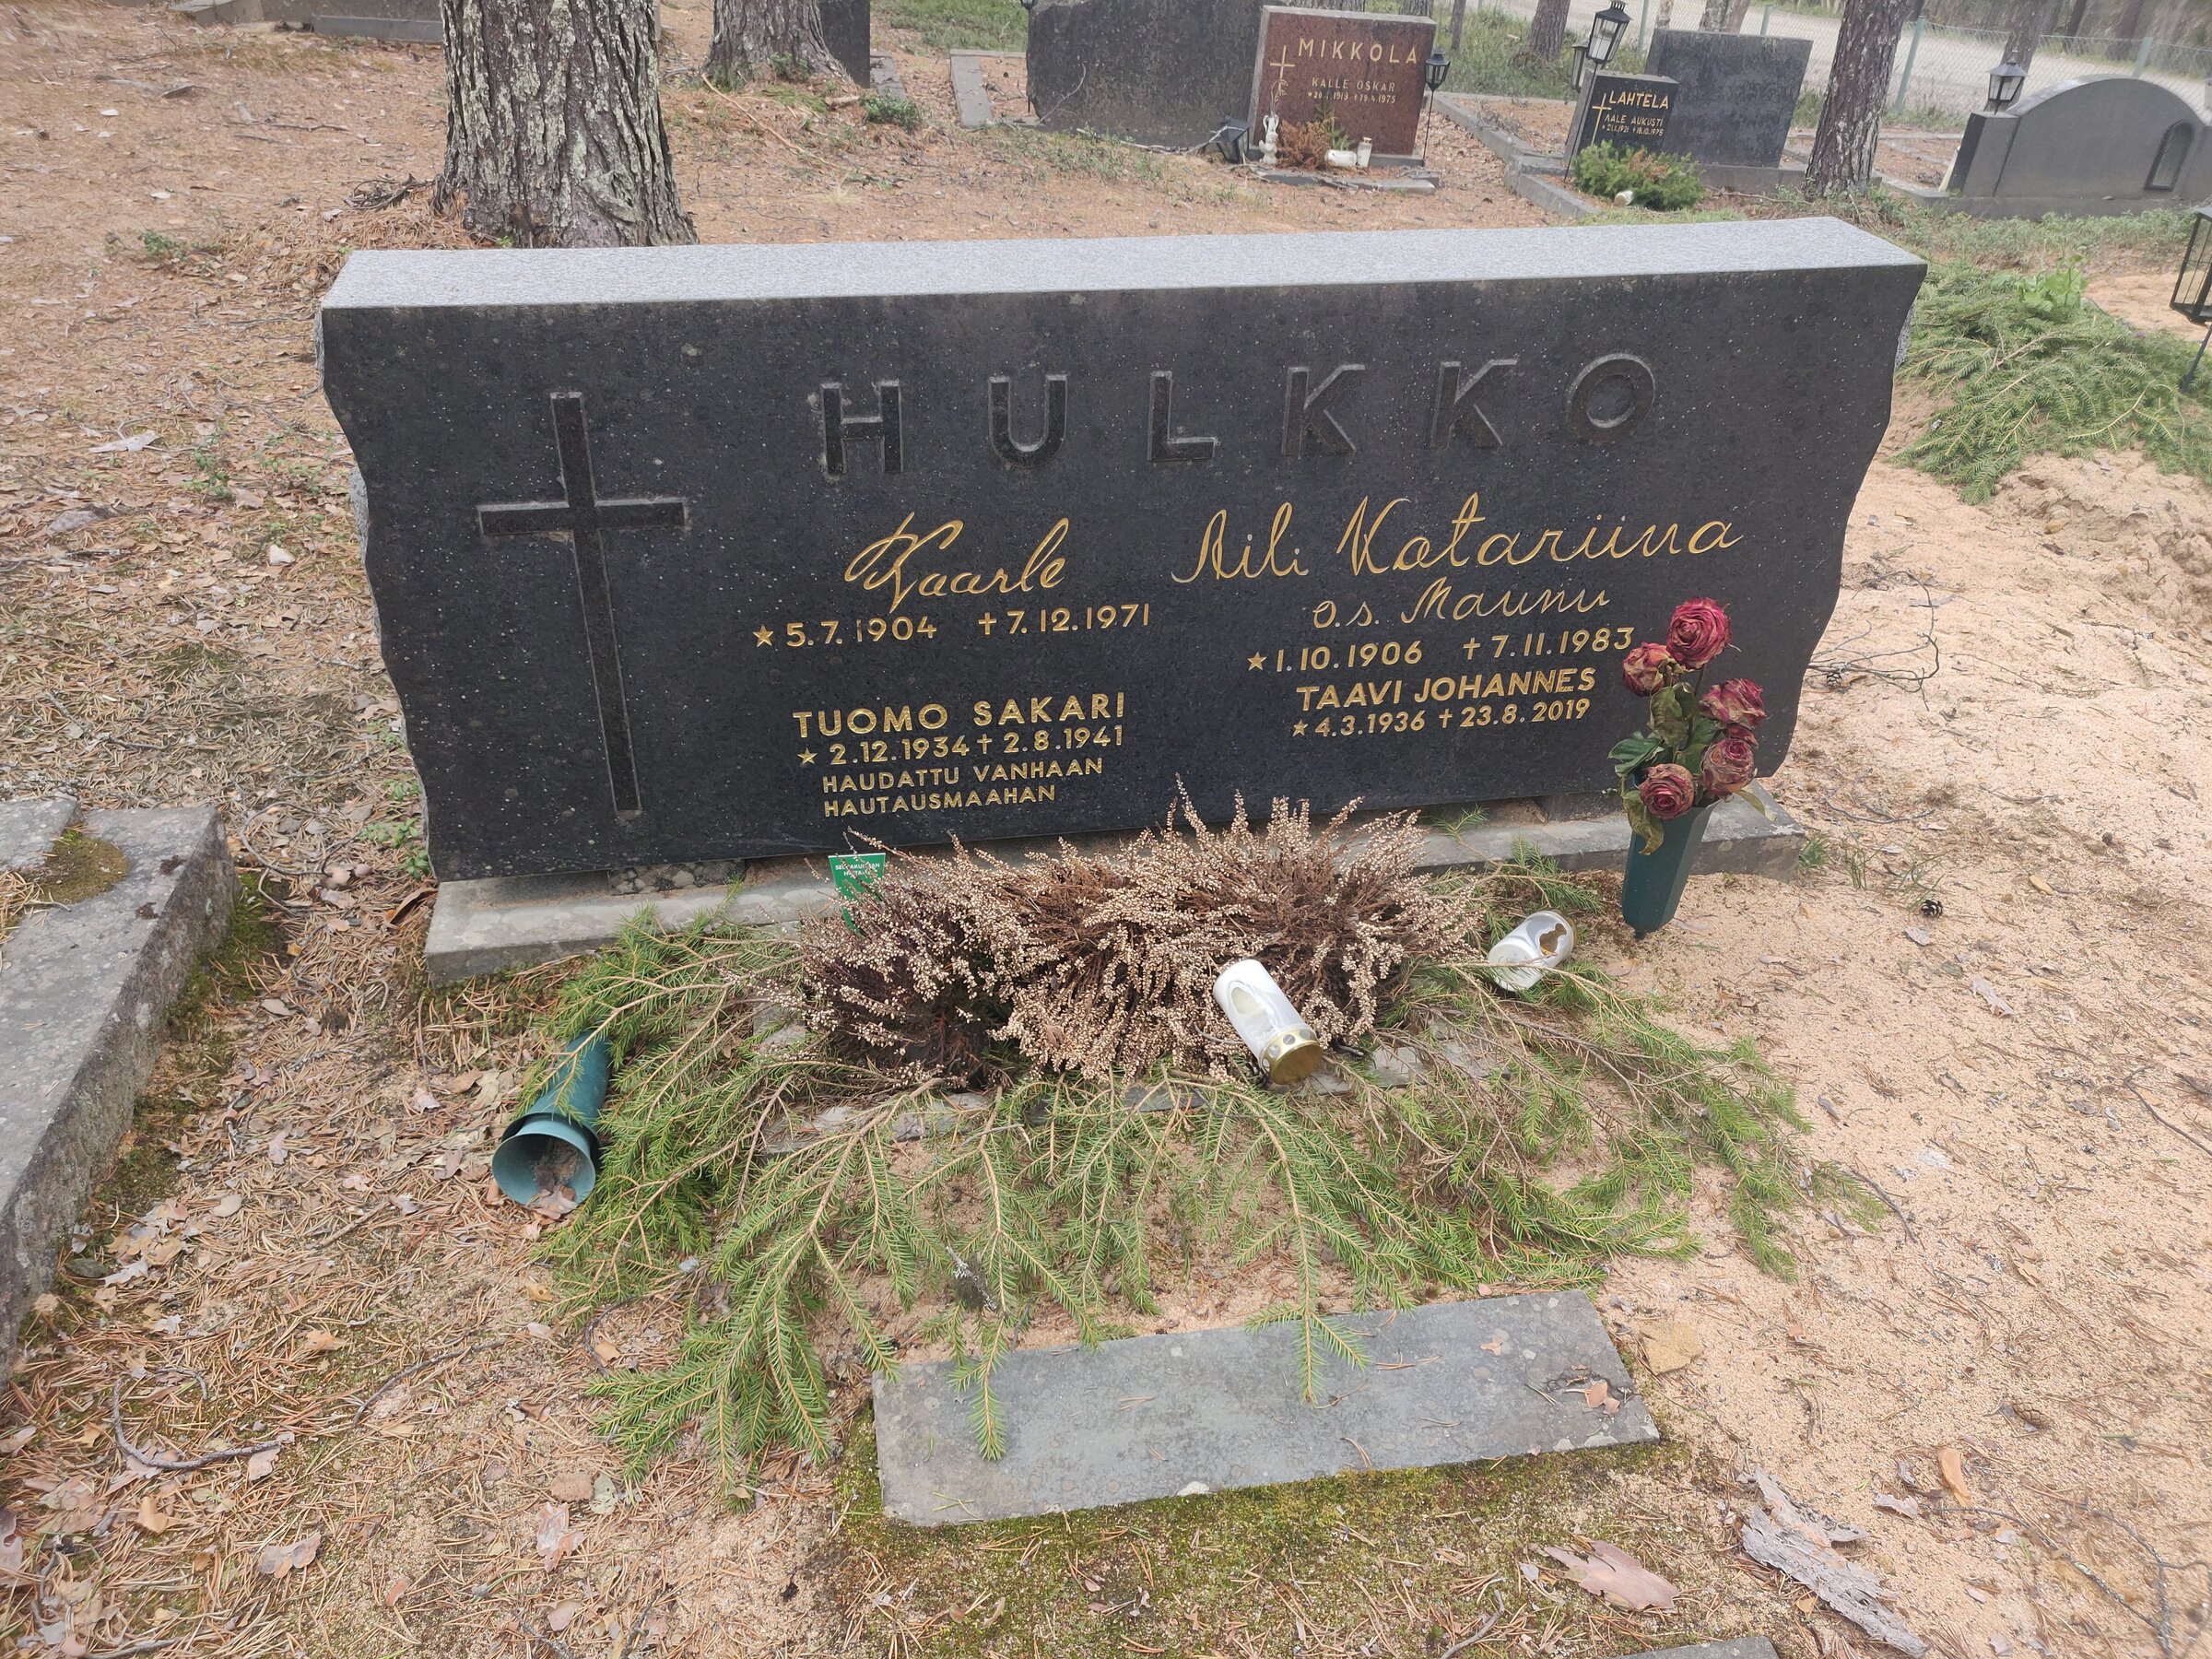 MIKKOLA
KALLE OSKAR
LAHTELA
AUKUSTI
HULKKO
Kaarle
★ 5.7.1904 ✝ 7.12.1971
Aili Katariina
o.s. Maunu
★ 1.10.1906 ✝ 7.11.1983
TUOMO SAKARI
★ 2.12.1934 ✝ 2.8.1941
HAUDATTU VANHAAN
HAUTAUSMAAHAN
TAAVI JOHANNES
★ 4.3.1936 ✝ 23.8.2019